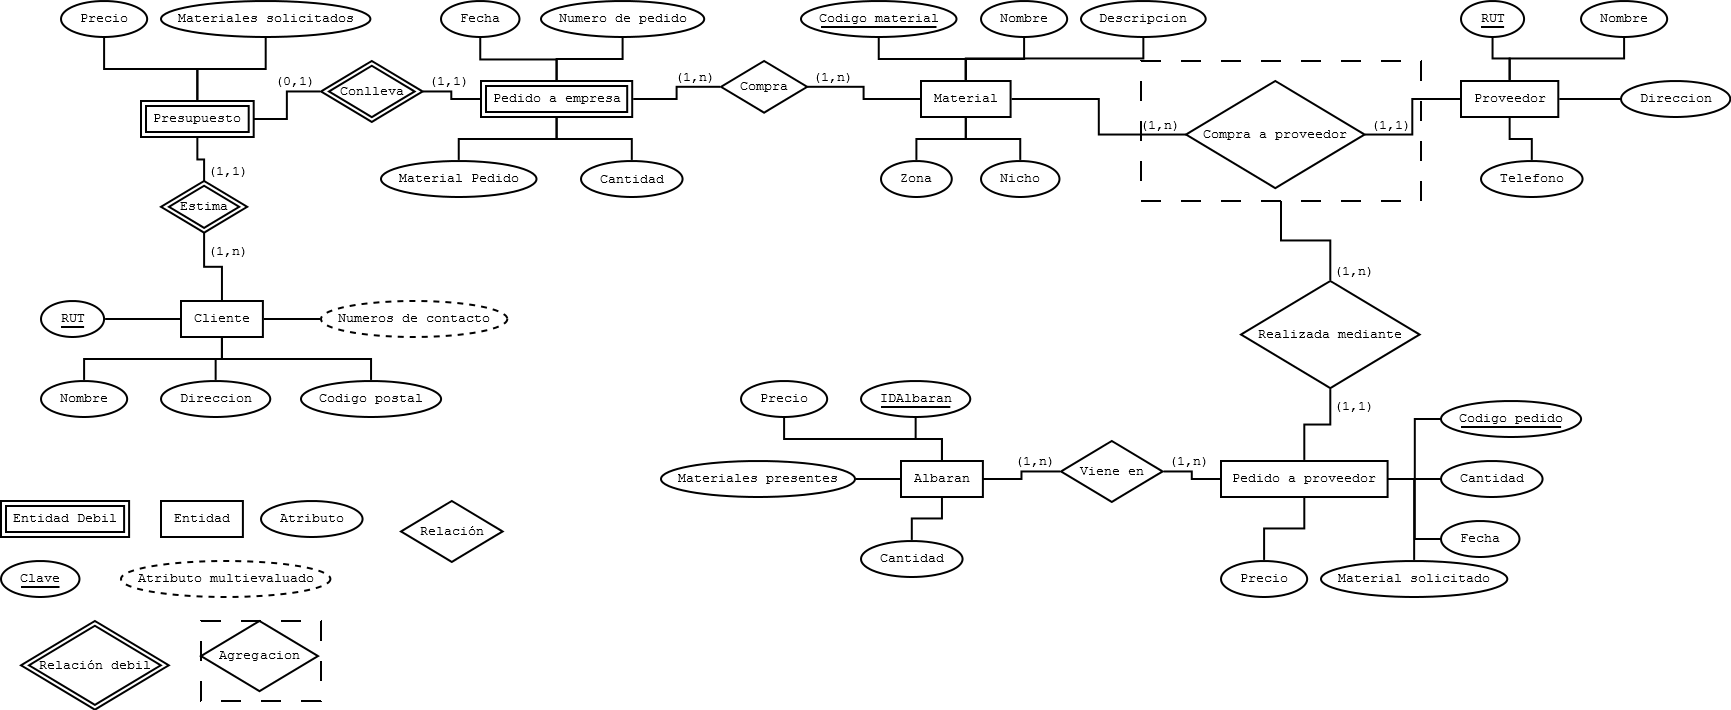 Precio
Materiales solicitados
Fecha
Numero de pedido
Codigo material
Nombre
Descripcion
RUT
Nombre
(0,1)
Conlleva
(1,1)
Pedido a empresa
(1,n)
Compra
(1,n)
Material
Proveedor
Direccion
Presupuesto
(1,n)
Compra a proveedor
(1,1)
(1,1)
Material Pedido
Cantidad
Zona
Nicho
Telefono
Estima
(1,n)
(1,n)
RUT
Cliente
Numeros de contacto
Realizada mediante
Nombre
Direccion
Codigo postal
Precio
IDAlbaran
(1,1)
Codigo pedido
(1,n)
Viene en
(1,n)
Materiales presentes
Albaran
Pedido a proveedor
Cantidad
Entidad Debil
Entidad
Atributo
Relación
Fecha
Cantidad
Clave
Atributo multievaluado
Precio
Material solicitado
Relación debil
Agregacion